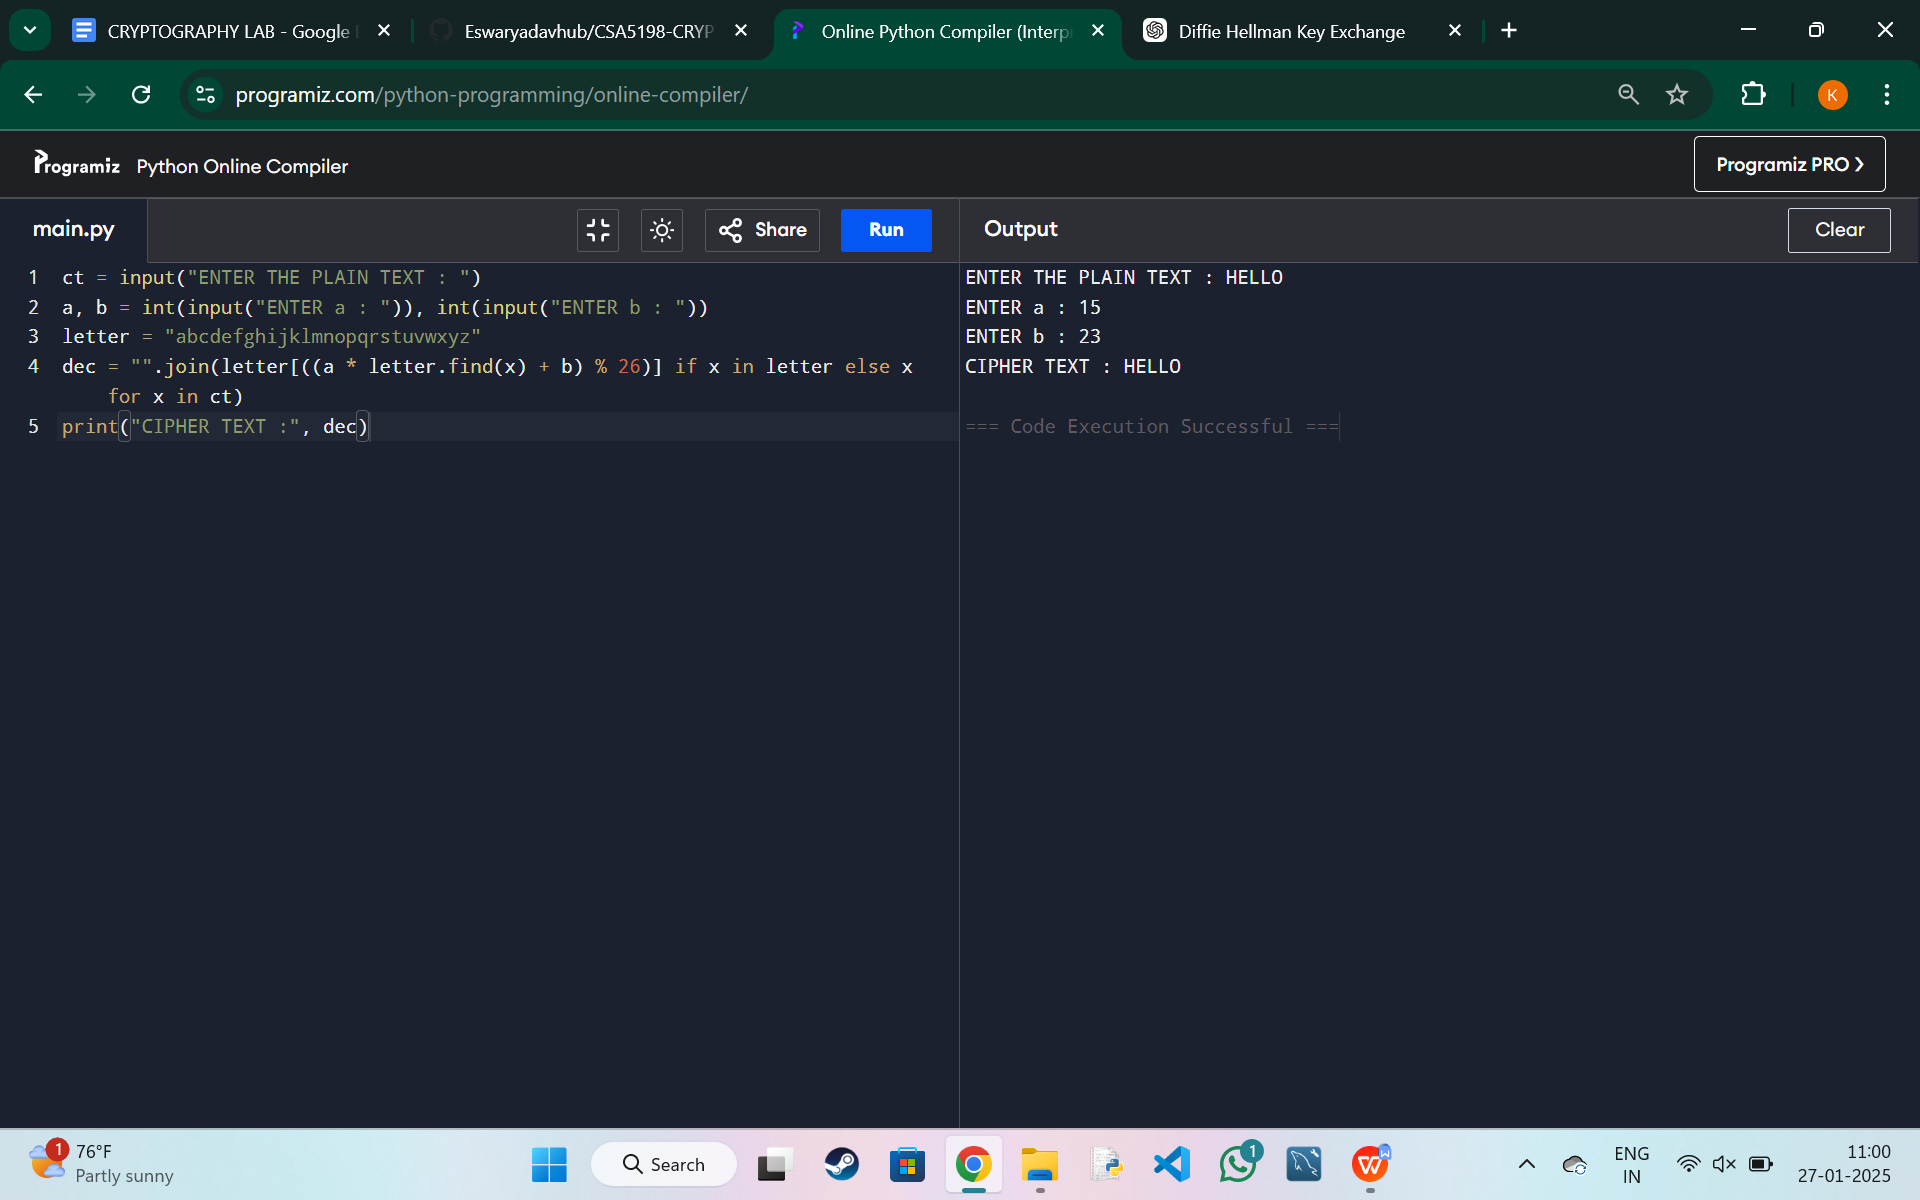 CRYPTOGRAPHY LAB - Google
Eswaryadavhub/CSA5198-CRYP
Online Python Compiler (Interp
Diffie Hellman Key Exchange
programiz.com/python-programming/online-compiler/
K
Programiz Python Online Compiler
Programiz PRO
main.py
Share
Run
Output
Clear
1 ct = input("ENTER THE PLAIN TEXT : ")
2 a, b = int(input("ENTER a : ")), int(input("ENTER b : "))
3 letter = "abcdefghijklmnopqrstuvwxyz"
4 dec = "".join(letter[((a * letter.find(x) + b) % 26)] if x in letter else x
for x in ct)
5 print("CIPHER TEXT :", dec)
ENTER THE PLAIN TEXT : HELLO
ENTER a : 15
ENTER b : 23
CIPHER TEXT : HELLO
=== Code Execution Successful ===
1
76°F
Partly sunny
Search
1
W
W
ENG
IN
11:00
27-01-2025